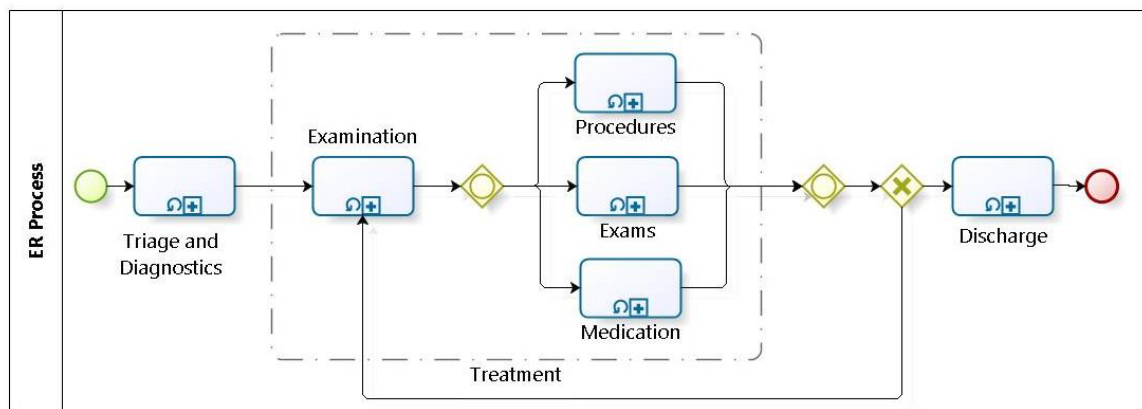 ER Process
Triage and
Diagnostics
Examination
Procedures
Exams
Medication
Treatment
Discharge